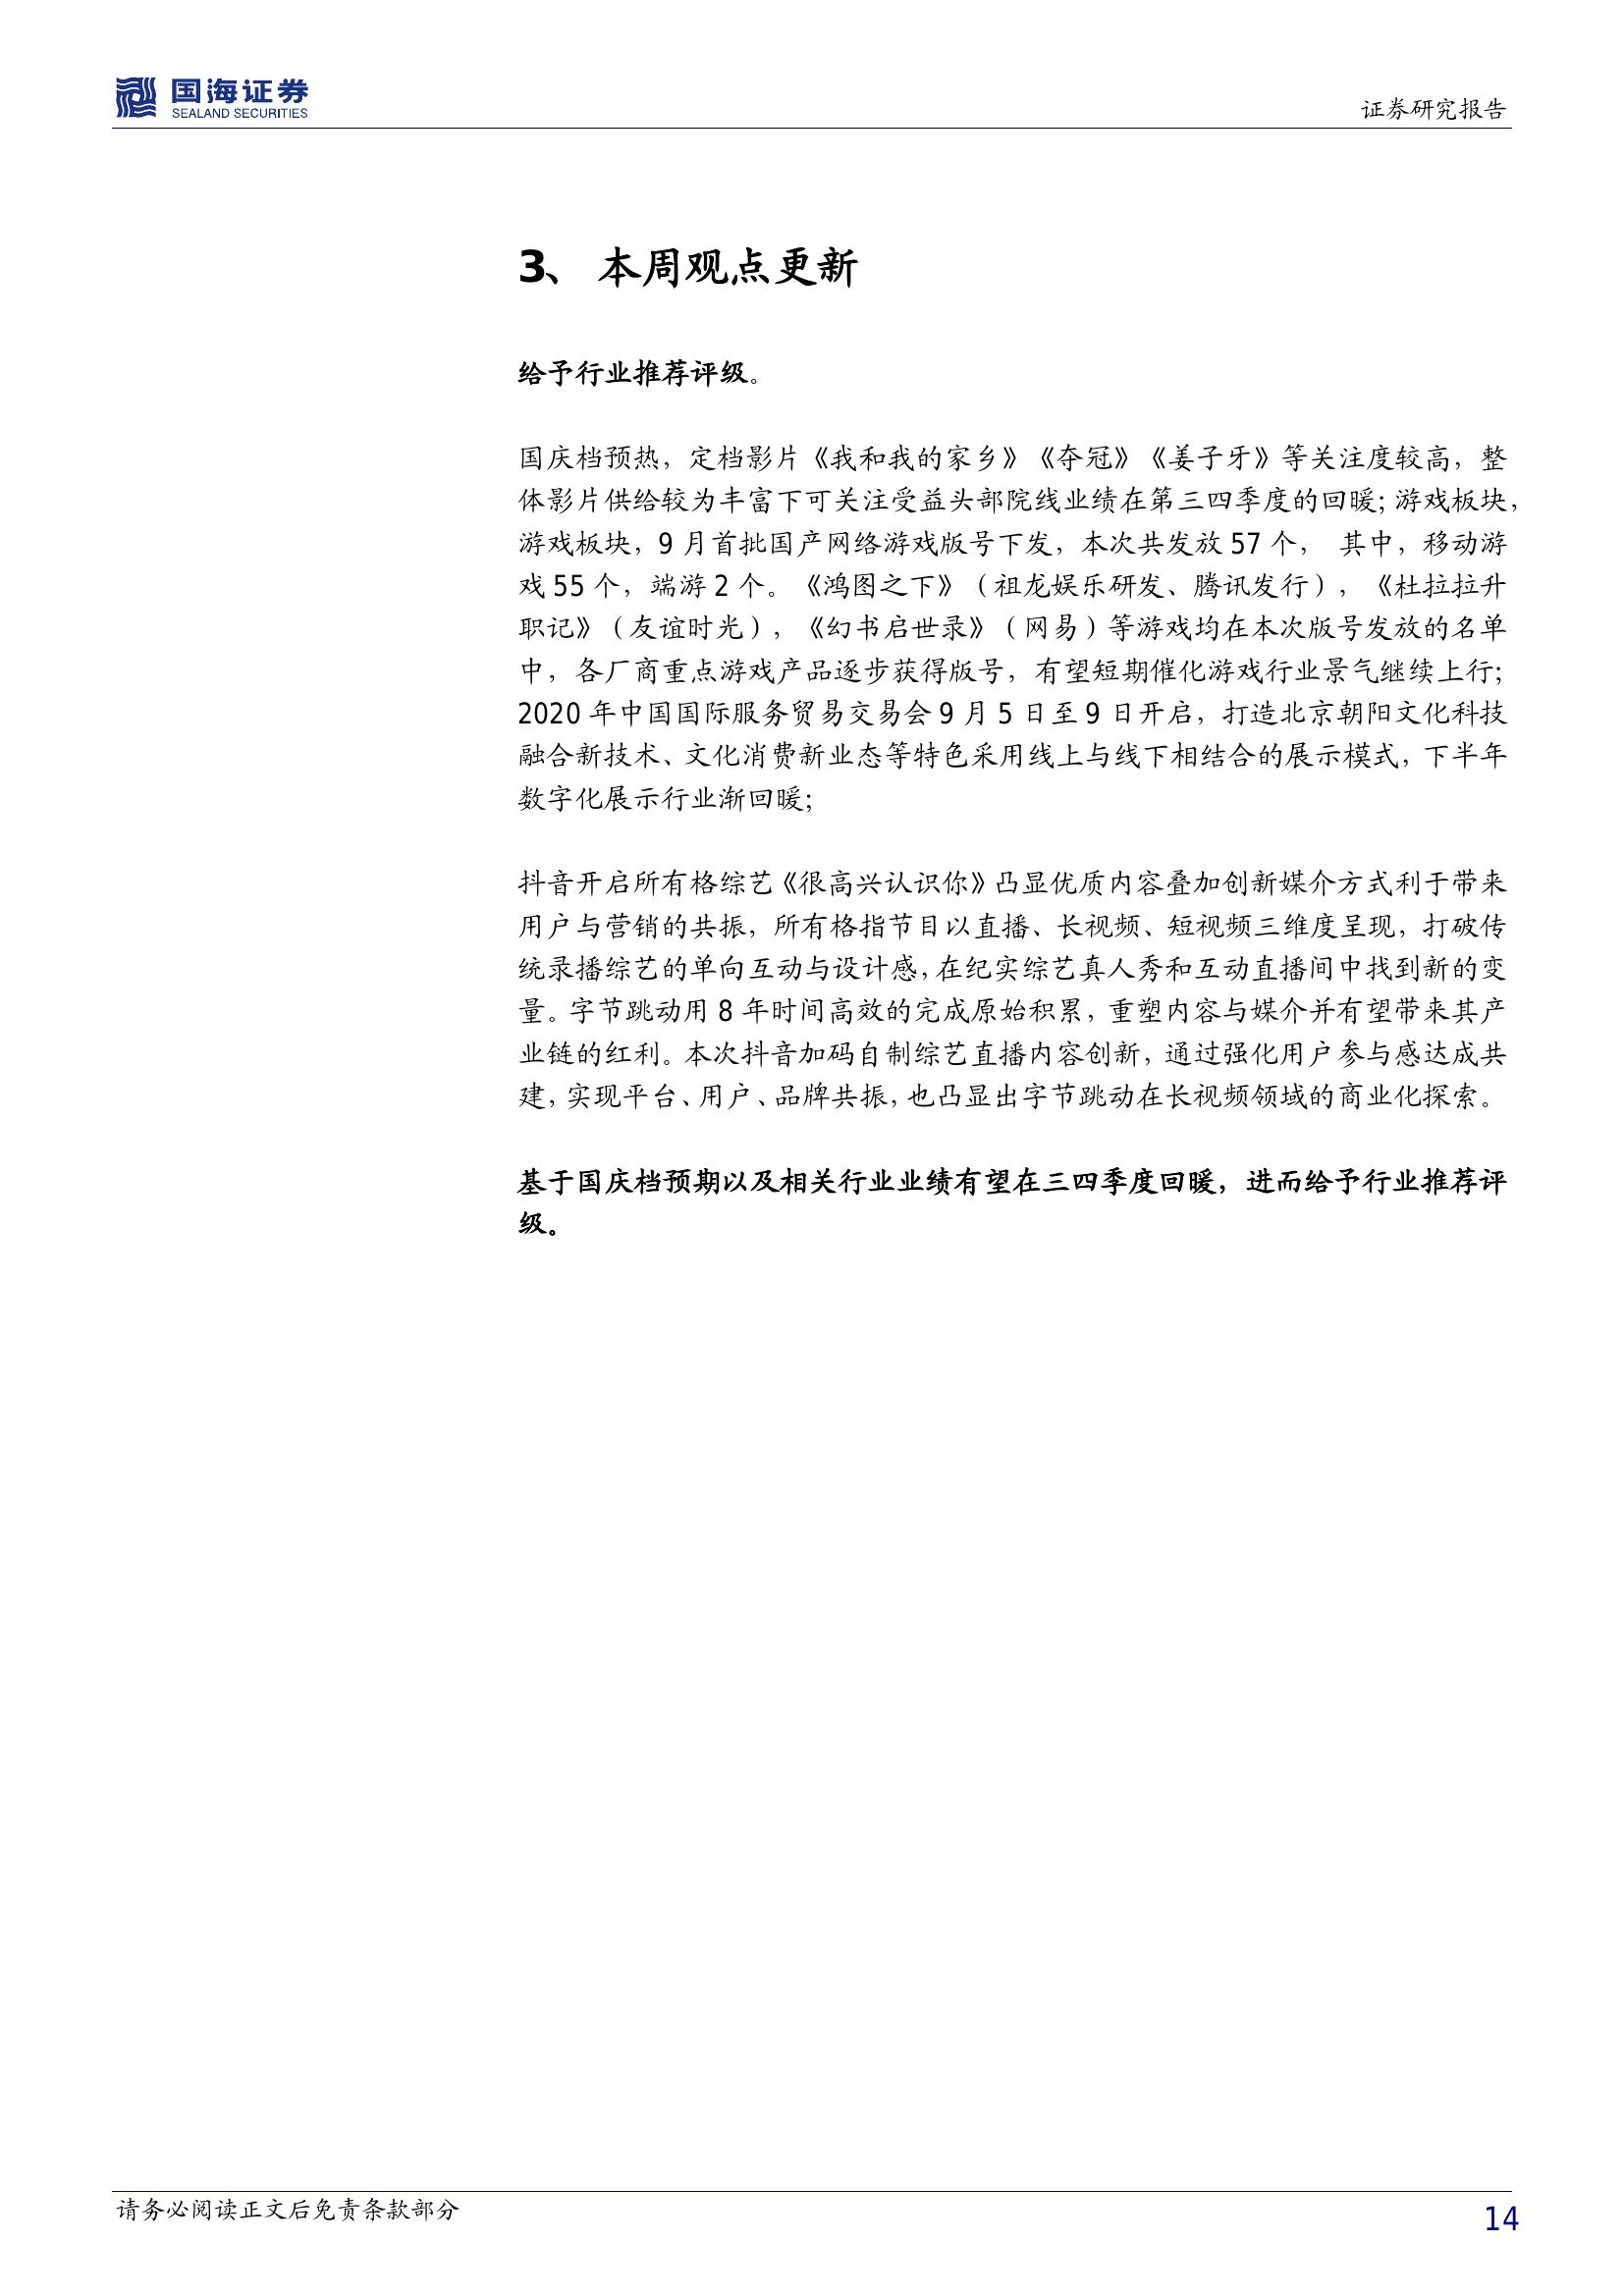 国海证券
SEALAND SECURITIES
证券研究报告
3、 本周观点更新
给予行业推荐评级。
国庆档预热，定档影片《我和我的家乡》《夺冠》《姜子牙》等关注度较高，整
体影片供给较为丰富下可关注受益头部院线业绩在第三四季度的回暖；游戏板块，
游戏板块，9 月首批国产网络游戏版号下发，本次共发放 57 个， 其中，移动游
戏 55 个，端游 2 个。《鸿图之下》（祖龙娱乐研发、腾讯发行），《杜拉拉升
职记》（友谊时光），《幻书启世录》（网易）等游戏均在本次版号发放的名单
中，各厂商重点游戏产品逐步获得版号，有望短期催化游戏行业景气继续上行；
2020 年中国国际服务贸易交易会 9 月 5 日至 9 日开启，打造北京朝阳文化科技
融合新技术、文化消费新业态等特色采用线上与线下相结合的展示模式，下半年
数字化展示行业渐回暖；
抖音开启所有格综艺《很高兴认识你》凸显优质内容叠加创新媒介方式利于带来
用户与营销的共振，所有格指节目以直播、长视频、短视频三维度呈现，打破传
统录播综艺的单向互动与设计感，在纪实综艺真人秀和互动直播间中找到新的变
量。字节跳动用 8 年时间高效的完成原始积累，重塑内容与媒介并有望带来其产
业链的红利。本次抖音加码自制综艺直播内容创新，通过强化用户参与感达成共
建，实现平台、用户、品牌共振，也凸显出字节跳动在长视频领域的商业化探索。
基于国庆档预期以及相关行业业绩有望在三四季度回暖，进而给予行业推荐评
级。
请务必阅读正文后免责条款部分
14